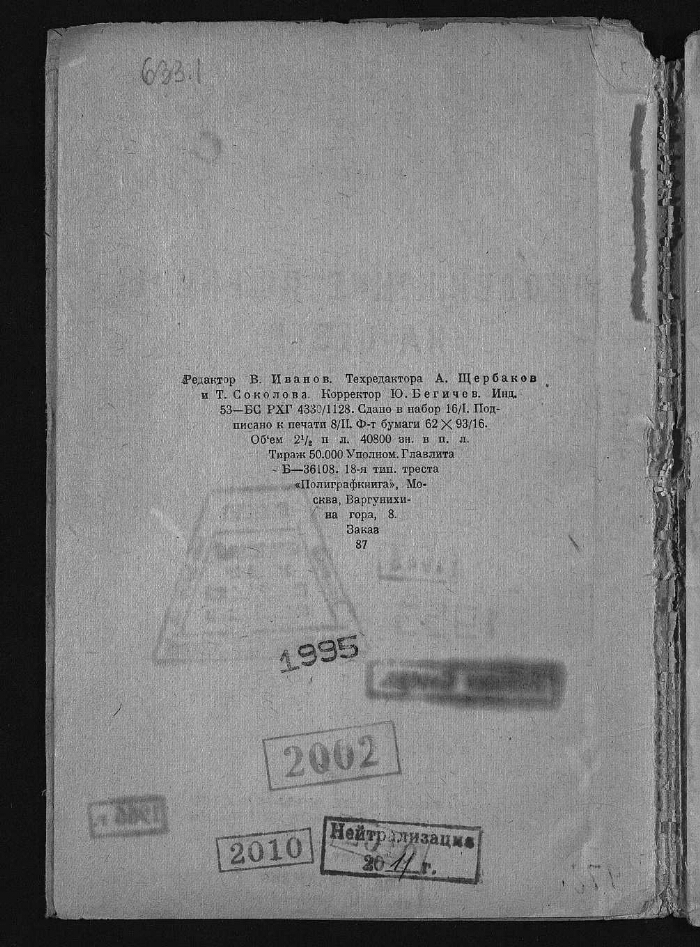 633.1
Редактор В. Иванов. Техредактора А. Щербаков
и Т. Соколова. Корректор Ю. Бегичев. Инд.
53—БС РХГ 4330/1128. Сдано в набор 16/I. Под-
писано к печати 8/II. Ф-т бумаги 62 × 93/16.
Об'ем 2½ п л. 40800 зн. в п. л.
Тираж 50.000 Уполном. Главлита
Б—36108. 18-я тип. треста
«Полиграфкнига», Мо-
сква, Варгунихи-
на гора, 8.
Заказ
87
1995
2002
2010
Нейтрализация
2011 г.